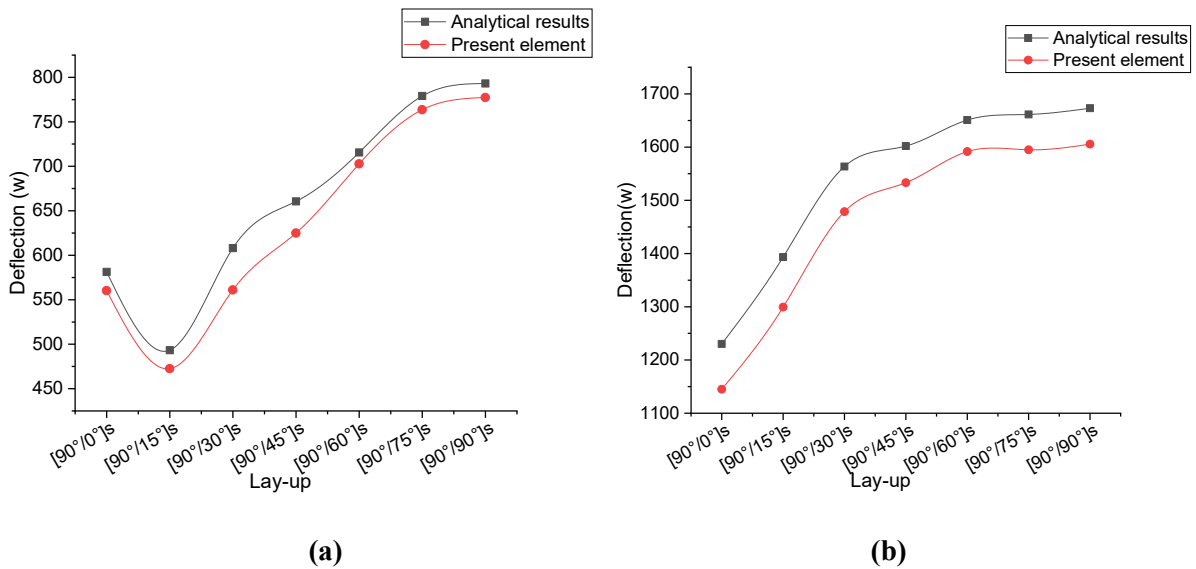 Analytical results
Present element
800
750
700
650
600
550
500
450
Deflection (w)
[90°/0°]s
[90°/15°]s
[90°/30°]s
[90°/45°]s
[90°/60°]s
[90°/75°]s
[90°/90°]s
Lay-up
(a)
Analytical results
Present element
1700
1600
1500
1400
1300
1200
1100
Deflection(w)
[90°/0°]s
[90°/15°]s
[90°/30°]s
[90°/45°]s
[90°/60°]s
[90°/75°]s
[90°/90°]s
Lay-up
(b)